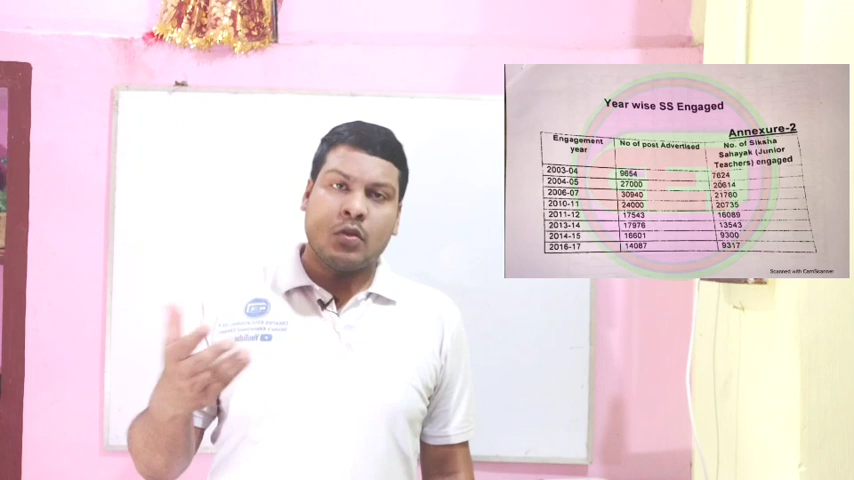 Year wise SS Engaged
Annexure-2
Engagement year | No of post Advertised | No. of Siksha Sahayak (Junior Teachers) engaged
2003-04 | 9654 | 7624
2004-05 | 27000 | 20614
2006-07 | 30940 | 21760
2010-11 | 24000 | 20735
2011-12 | 17543 | 16089
2013-14 | 17976 | 13543
2014-15 | 16601 | 9300
2016-17 | 14087 | 9317
Scanned with CamScanner
YouTube